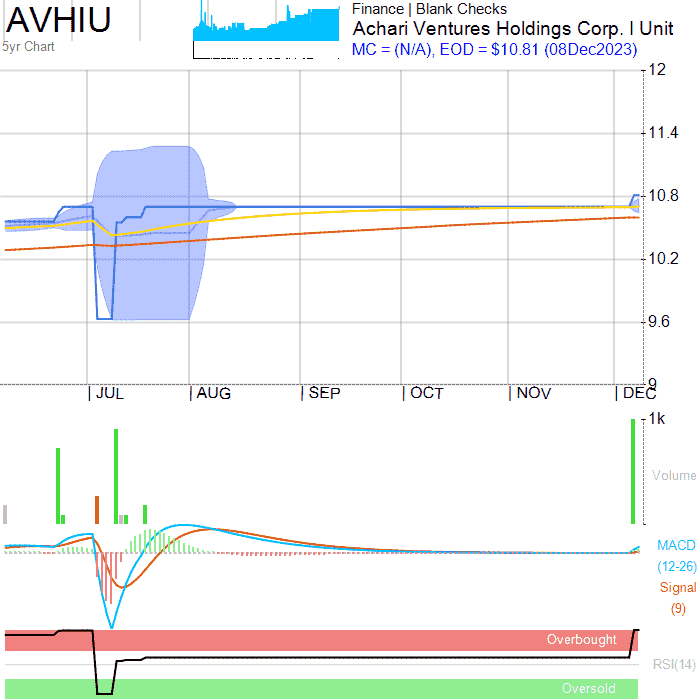 AVHIU
5yr Chart
Finance | Blank Checks
Achari Ventures Holdings Corp. I Unit
MC = (N/A), EOD = $10.81 (08Dec2023)
12
11.4
10.8
10.2
9.6
9
JUL AUG SEP OCT NOV DEC
1k
Volume
MACD
(12-26)
Signal
(9)
Overbought
RSI(14)
Oversold